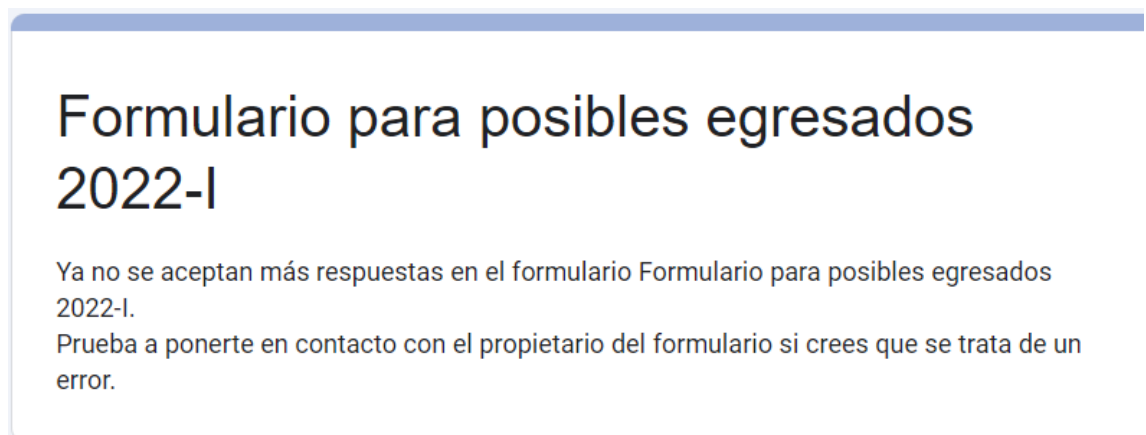 Formulario para posibles egresados
2022-I
Ya no se aceptan más respuestas en el formulario Formulario para posibles egresados
2022-I.
Prueba a ponerte en contacto con el propietario del formulario si crees que se trata de un
error.